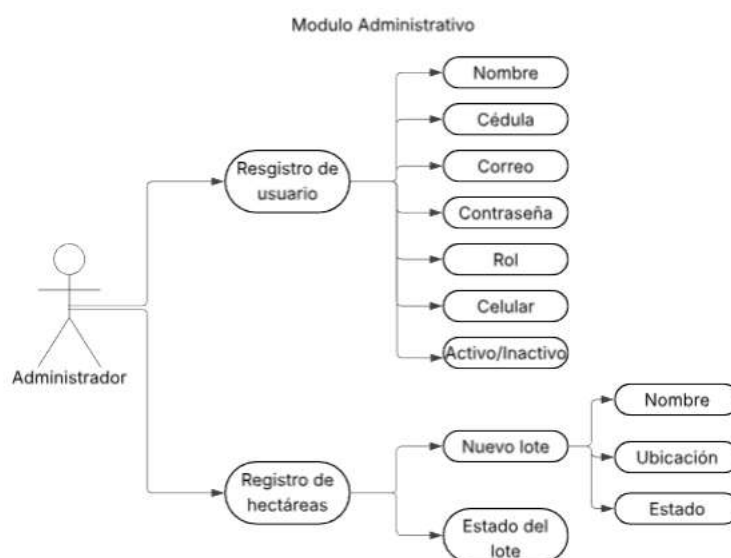 Modulo Administrativo
Nombre
Cédula
Resgistro de
usuario
Correo
Contraseña
Rol
Celular
Activo/Inactivo
Administrador
Nombre
Nuevo lote
Ubicación
Registro de
hectáreas
Estado
Estado del
lote